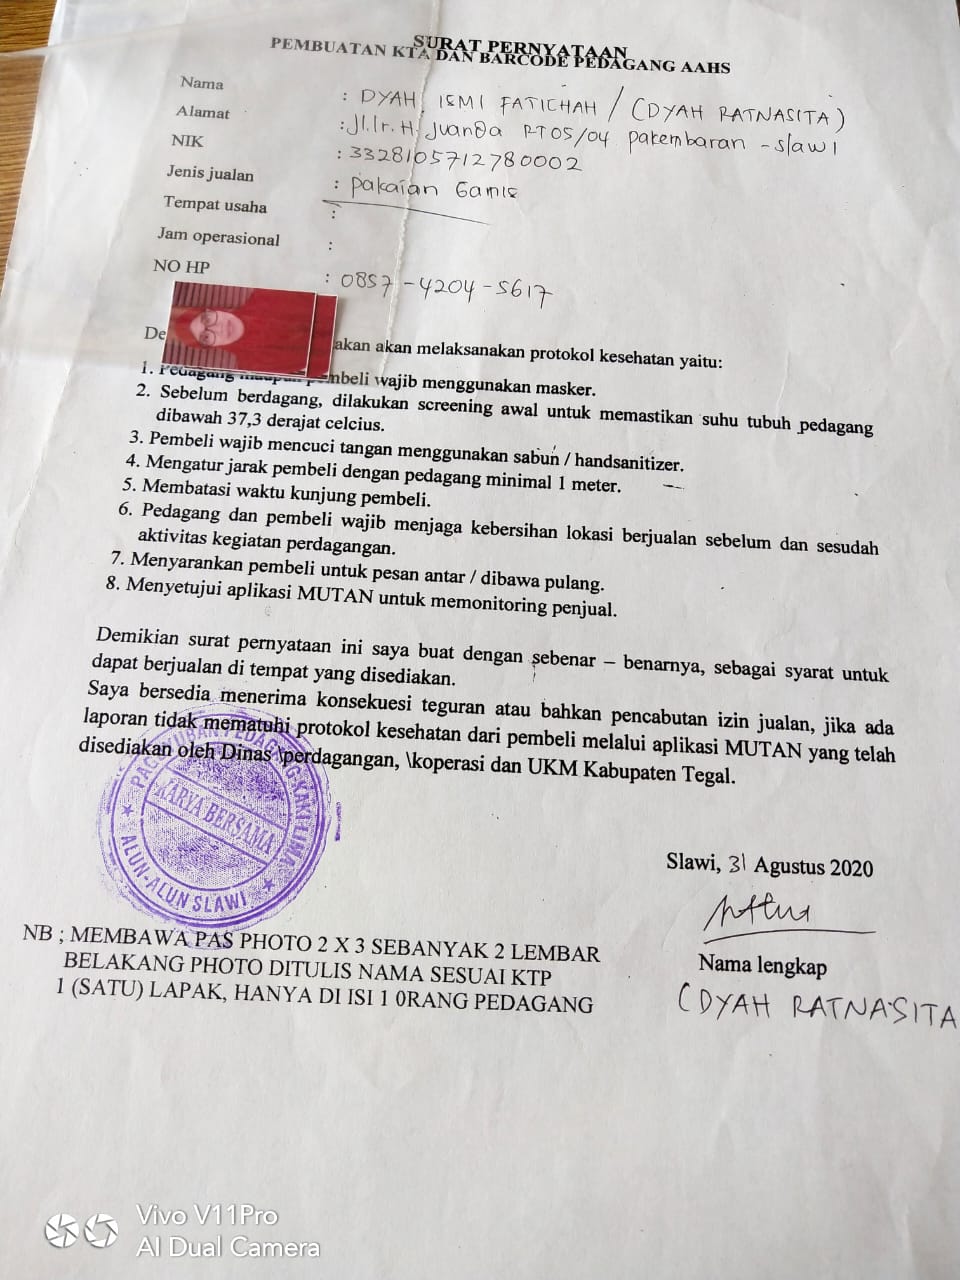 SURAT PERNYATAAN
PEMBUATAN KTA DAN BARCODE PEDAGANG AAHS
Nama : DYAH ISMI FATICHAH / (DYAH RATNASITA)
Alamat : Jl. Ir. H. Juanda RT 05/04 pakembaran - slawi
NIK : 3328105712780002
Jenis jualan : pakaian Gamis
Tempat usaha :
Jam operasional :
NO HP : 0857-4204-5617
De akan akan melaksanakan protokol kesehatan yaitu:
1. Pedagang maupun pembeli wajib menggunakan masker.
2. Sebelum berdagang, dilakukan screening awal untuk memastikan suhu tubuh pedagang
dibawah 37,3 derajat celcius.
3. Pembeli wajib mencuci tangan menggunakan sabun / handsanitizer.
4. Mengatur jarak pembeli dengan pedagang minimal 1 meter.
5. Membatasi waktu kunjung pembeli.
6. Pedagang dan pembeli wajib menjaga kebersihan lokasi berjualan sebelum dan sesudah
aktivitas kegiatan perdagangan.
7. Menyarankan pembeli untuk pesan antar / dibawa pulang.
8. Menyetujui aplikasi MUTAN untuk memonitoring penjual.
Demikian surat pernyataan ini saya buat dengan sebenar – benarnya, sebagai syarat untuk
dapat berjualan di tempat yang disediakan.
Saya bersedia menerima konsekuesi teguran atau bahkan pencabutan izin jualan, jika ada
laporan tidak mematuhi protokol kesehatan dari pembeli melalui aplikasi MUTAN yang telah
disediakan oleh Dinas \perdagangan, \koperasi dan UKM Kabupaten Tegal.
PAGUYUBAN PEDAGANG KAKI LIMA
KARYA BERSAMA
ALUN-ALUN SLAWI
Slawi, 31 Agustus 2020
Nama lengkap
(DYAH RATNASITA
NB ; MEMBAWA PAS PHOTO 2 X 3 SEBANYAK 2 LEMBAR
BELAKANG PHOTO DITULIS NAMA SESUAI KTP
1 (SATU) LAPAK, HANYA DI ISI 1 0RANG PEDAGANG
Vivo V11Pro
AI Dual Camera